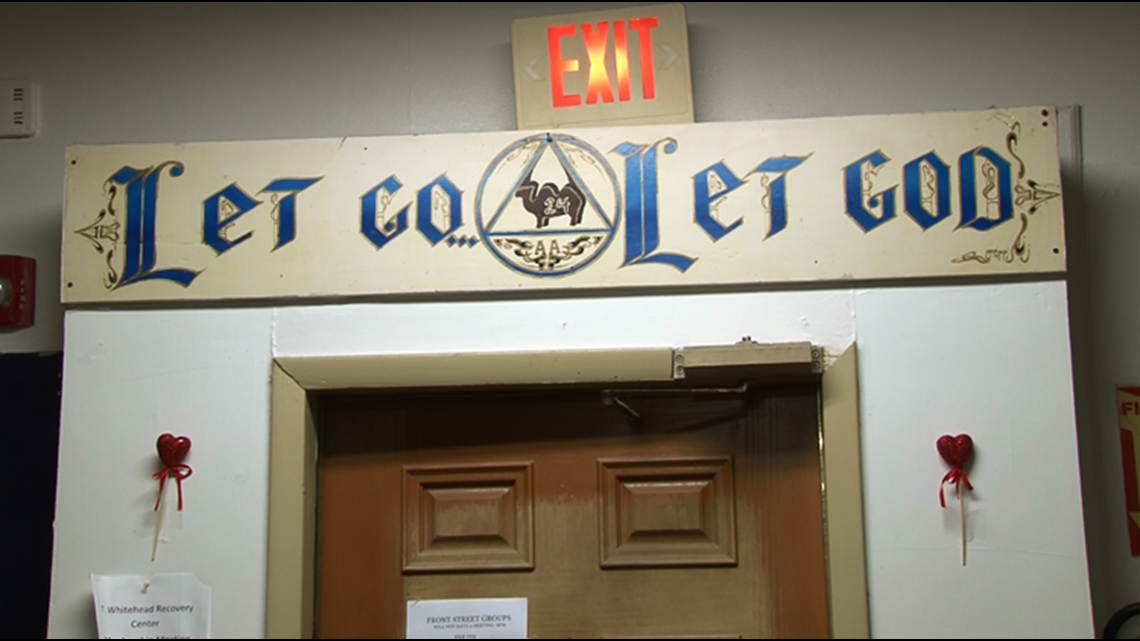 EXIT
LET GO... LET GOD
24
AA
T. Whitehead Recovery
Center
FRONT STREET GROUPS